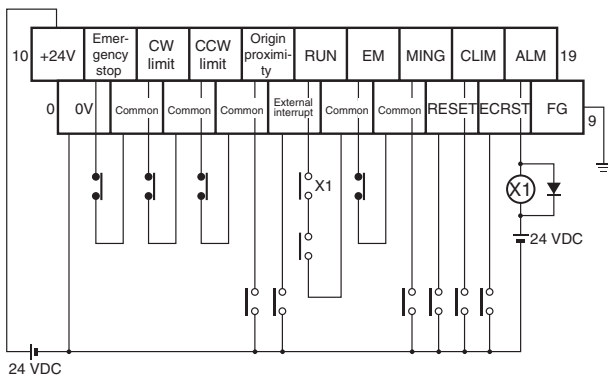 10
+24V
Emer-
gency
stop
CW
limit
CCW
limit
Origin
proximi-
ty
RUN
EM
MING
CLIM
ALM
19
0
0V
Common
Common
Common
External
interrupt
Common
Common
RESET
ECRST
FG
9
X1
X1
24 VDC
24 VDC